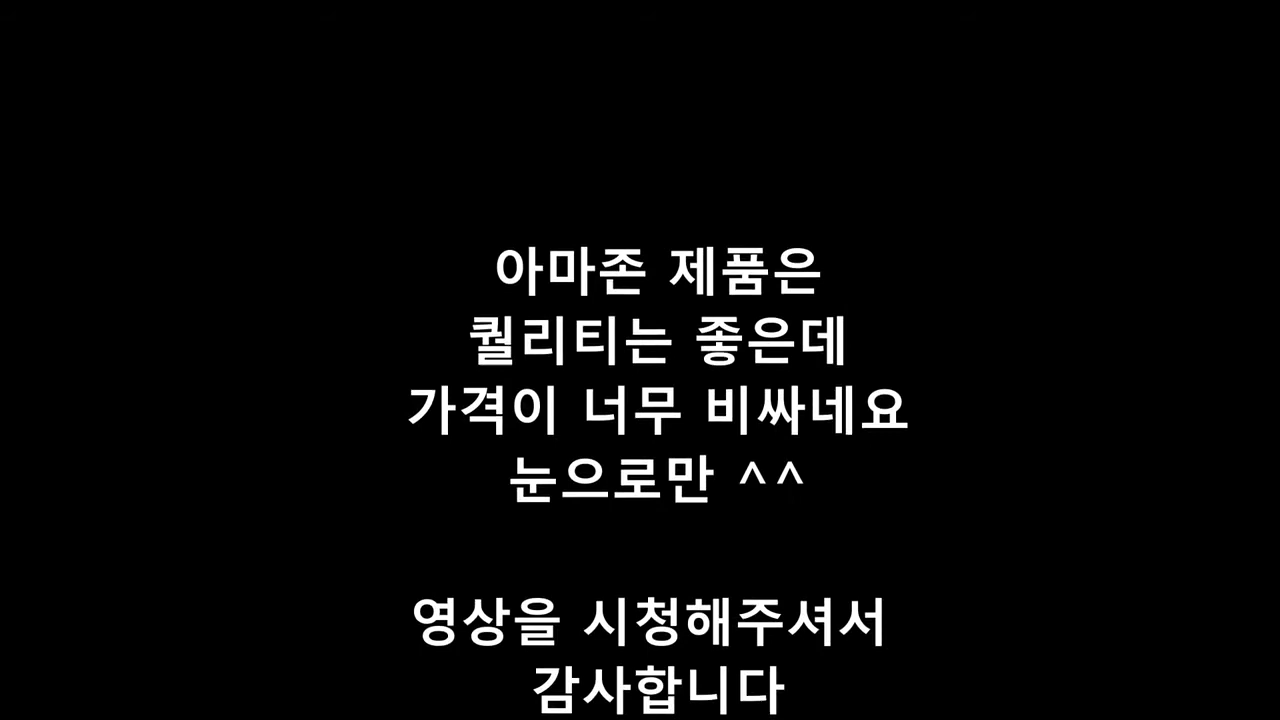 아마존 제품은
퀄리티는 좋은데
가격이 너무 비싸네요
눈으로만 ^^
영상을 시청해주셔서
감사합니다